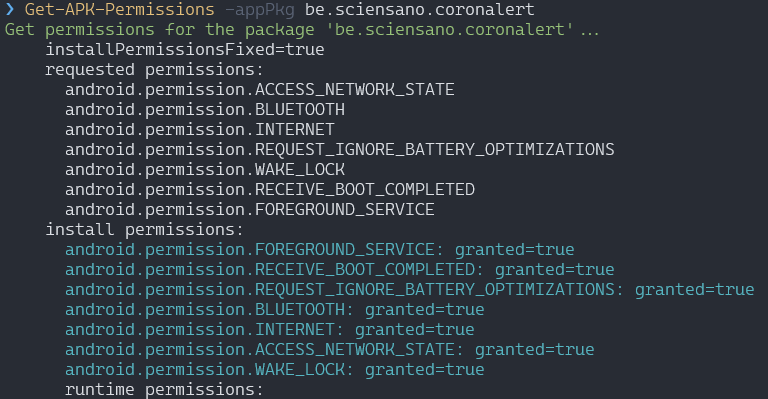 ❯ Get-APK-Permissions -appPkg be.sciensano.coronalert
Get permissions for the package 'be.sciensano.coronalert'...
installPermissionsFixed=true
requested permissions:
android.permission.ACCESS_NETWORK_STATE
android.permission.BLUETOOTH
android.permission.INTERNET
android.permission.REQUEST_IGNORE_BATTERY_OPTIMIZATIONS
android.permission.WAKE_LOCK
android.permission.RECEIVE_BOOT_COMPLETED
android.permission.FOREGROUND_SERVICE
install permissions:
android.permission.FOREGROUND_SERVICE: granted=true
android.permission.RECEIVE_BOOT_COMPLETED: granted=true
android.permission.REQUEST_IGNORE_BATTERY_OPTIMIZATIONS: granted=true
android.permission.BLUETOOTH: granted=true
android.permission.INTERNET: granted=true
android.permission.ACCESS_NETWORK_STATE: granted=true
android.permission.WAKE_LOCK: granted=true
runtime permissions: